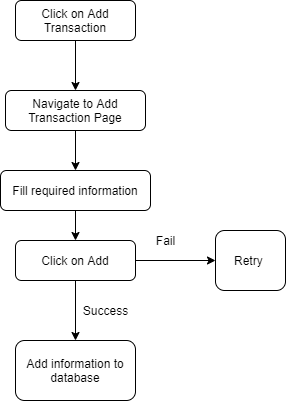 Click on Add
Transaction
Navigate to Add
Transaction Page
Fill required information
Click on Add
Fail
Retry
Success
Add information to
database